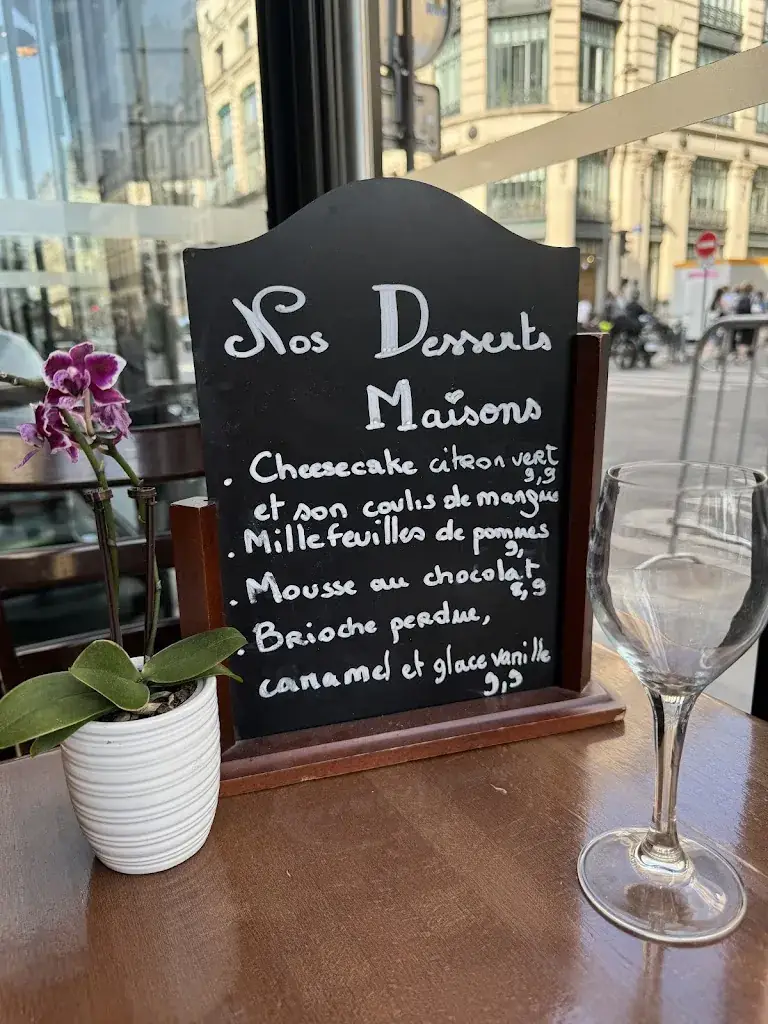 Nos Desserts
Maisons
. Cheesecake citron vert
9,9
et son coulis de mangue
. Millefeuilles de pommes
9,
. Mousse au chocolat
8,9
. Brioche perdue,
caramel et glace vanille
9,9